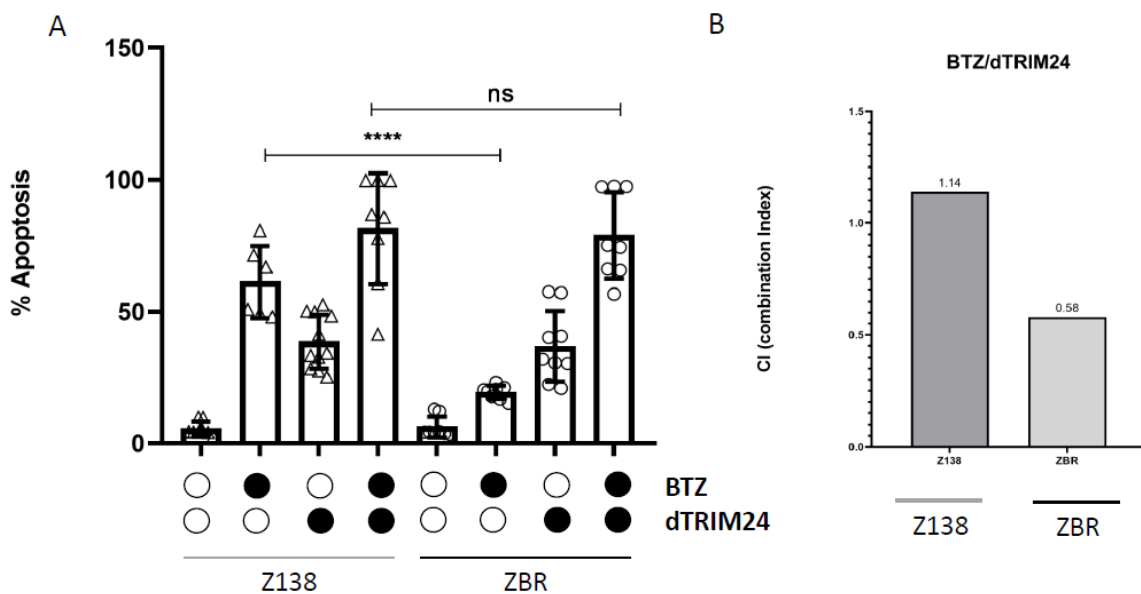 A
150
ns
****
100
% Apoptosis
50
0
BTZ
dTRIM24
Z138
ZBR
B
BTZ/dTRIM24
1.5
1.14
1.0
CI (combination Index)
0.58
0.5
0.0
Z138
ZBR
Z138
ZBR